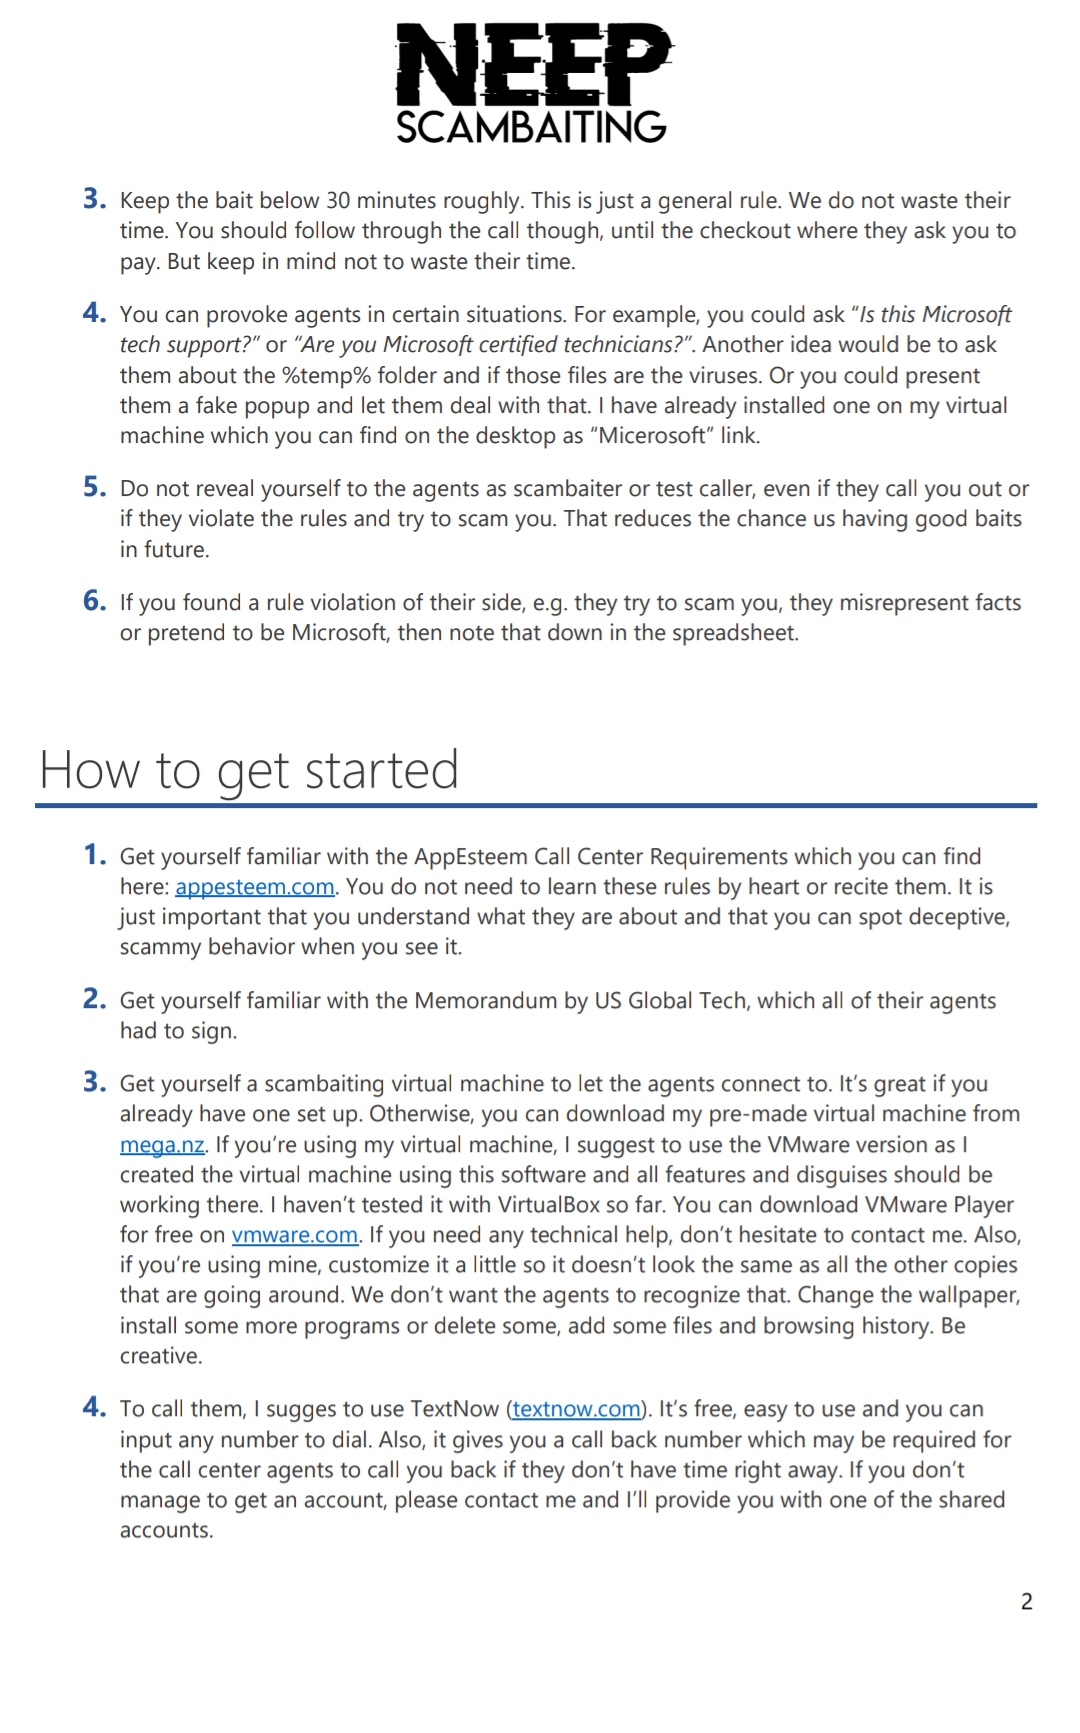 NEEP
SCAMBAITING
3. Keep the bait below 30 minutes roughly. This is just a general rule. We do not waste their
time. You should follow through the call though, until the checkout where they ask you to
pay. But keep in mind not to waste their time.
4. You can provoke agents in certain situations. For example, you could ask “Is this Microsoft
tech support?” or “Are you Microsoft certified technicians?”. Another idea would be to ask
them about the %temp% folder and if those files are the viruses. Or you could present
them a fake popup and let them deal with that. I have already installed one on my virtual
machine which you can find on the desktop as “Micerosoft” link.
5. Do not reveal yourself to the agents as scambaiter or test caller, even if they call you out or
if they violate the rules and try to scam you. That reduces the chance us having good baits
in future.
6. If you found a rule violation of their side, e.g. they try to scam you, they misrepresent facts
or pretend to be Microsoft, then note that down in the spreadsheet.
How to get started
1. Get yourself familiar with the AppEsteem Call Center Requirements which you can find
here: appesteem.com. You do not need to learn these rules by heart or recite them. It is
just important that you understand what they are about and that you can spot deceptive,
scammy behavior when you see it.
2. Get yourself familiar with the Memorandum by US Global Tech, which all of their agents
had to sign.
3. Get yourself a scambaiting virtual machine to let the agents connect to. It’s great if you
already have one set up. Otherwise, you can download my pre-made virtual machine from
mega.nz. If you’re using my virtual machine, I suggest to use the VMware version as I
created the virtual machine using this software and all features and disguises should be
working there. I haven’t tested it with VirtualBox so far. You can download VMware Player
for free on vmware.com. If you need any technical help, don’t hesitate to contact me. Also,
if you’re using mine, customize it a little so it doesn’t look the same as all the other copies
that are going around. We don’t want the agents to recognize that. Change the wallpaper,
install some more programs or delete some, add some files and browsing history. Be
creative.
4. To call them, I sugges to use TextNow (textnow.com). It’s free, easy to use and you can
input any number to dial. Also, it gives you a call back number which may be required for
the call center agents to call you back if they don’t have time right away. If you don’t
manage to get an account, please contact me and I’ll provide you with one of the shared
accounts.
2